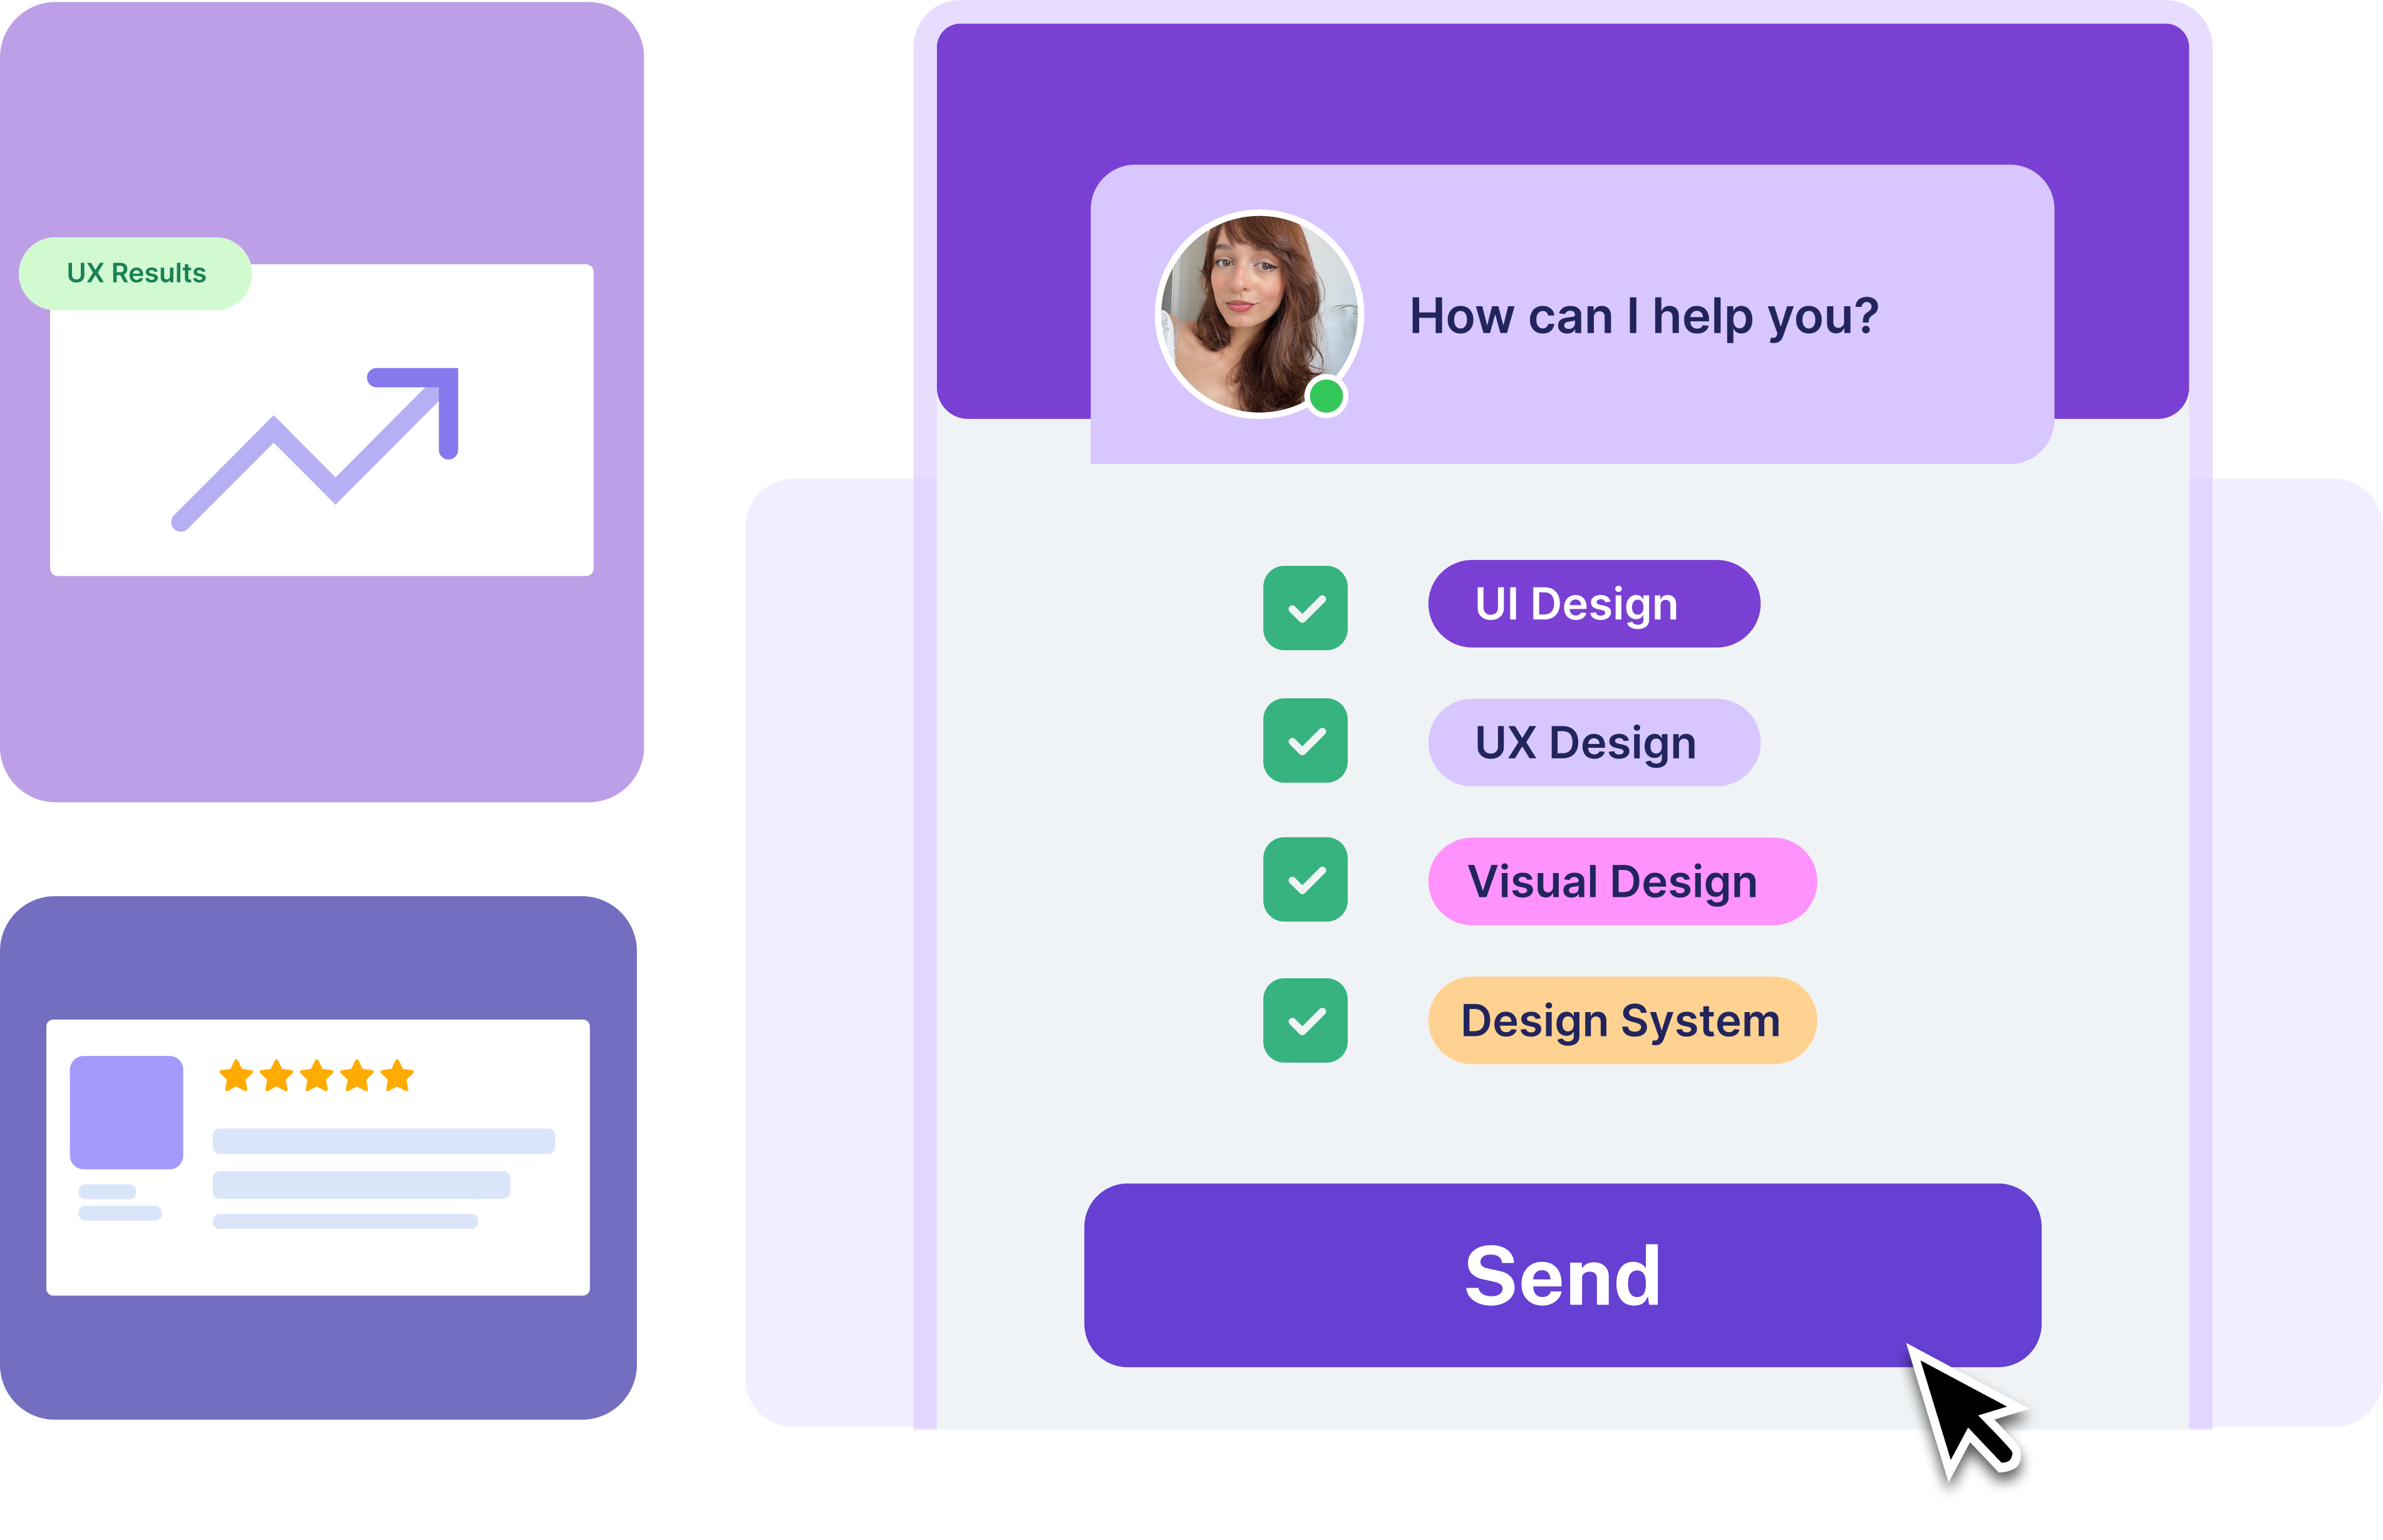 UX Results
How can I help you?
UI Design
UX Design
Visual Design
Design System
Send